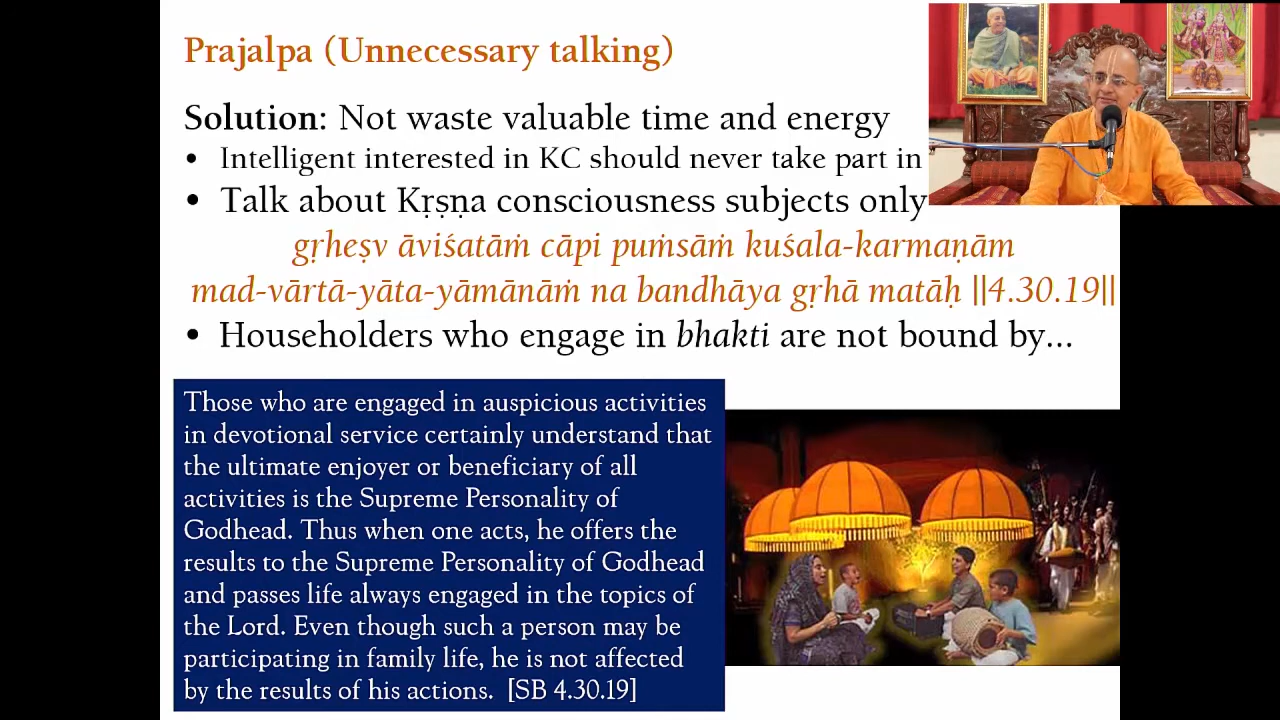 Prajalpa (Unnecessary talking)
Solution: Not waste valuable time and energy
• Intelligent interested in KC should never take part in
• Talk about Kṛṣṇa consciousness subjects only
gṛheṣv āviśatāṁ cāpi puṁsāṁ kuśala-karmaṇām
mad-vārtā-yāta-yāmānāṁ na bandhāya gṛhā matāḥ ||4.30.19||
• Householders who engage in bhakti are not bound by...
Those who are engaged in auspicious activities
in devotional service certainly understand that
the ultimate enjoyer or beneficiary of all
activities is the Supreme Personality of
Godhead. Thus when one acts, he offers the
results to the Supreme Personality of Godhead
and passes life always engaged in the topics of
the Lord. Even though such a person may be
participating in family life, he is not affected
by the results of his actions. [SB 4.30.19]